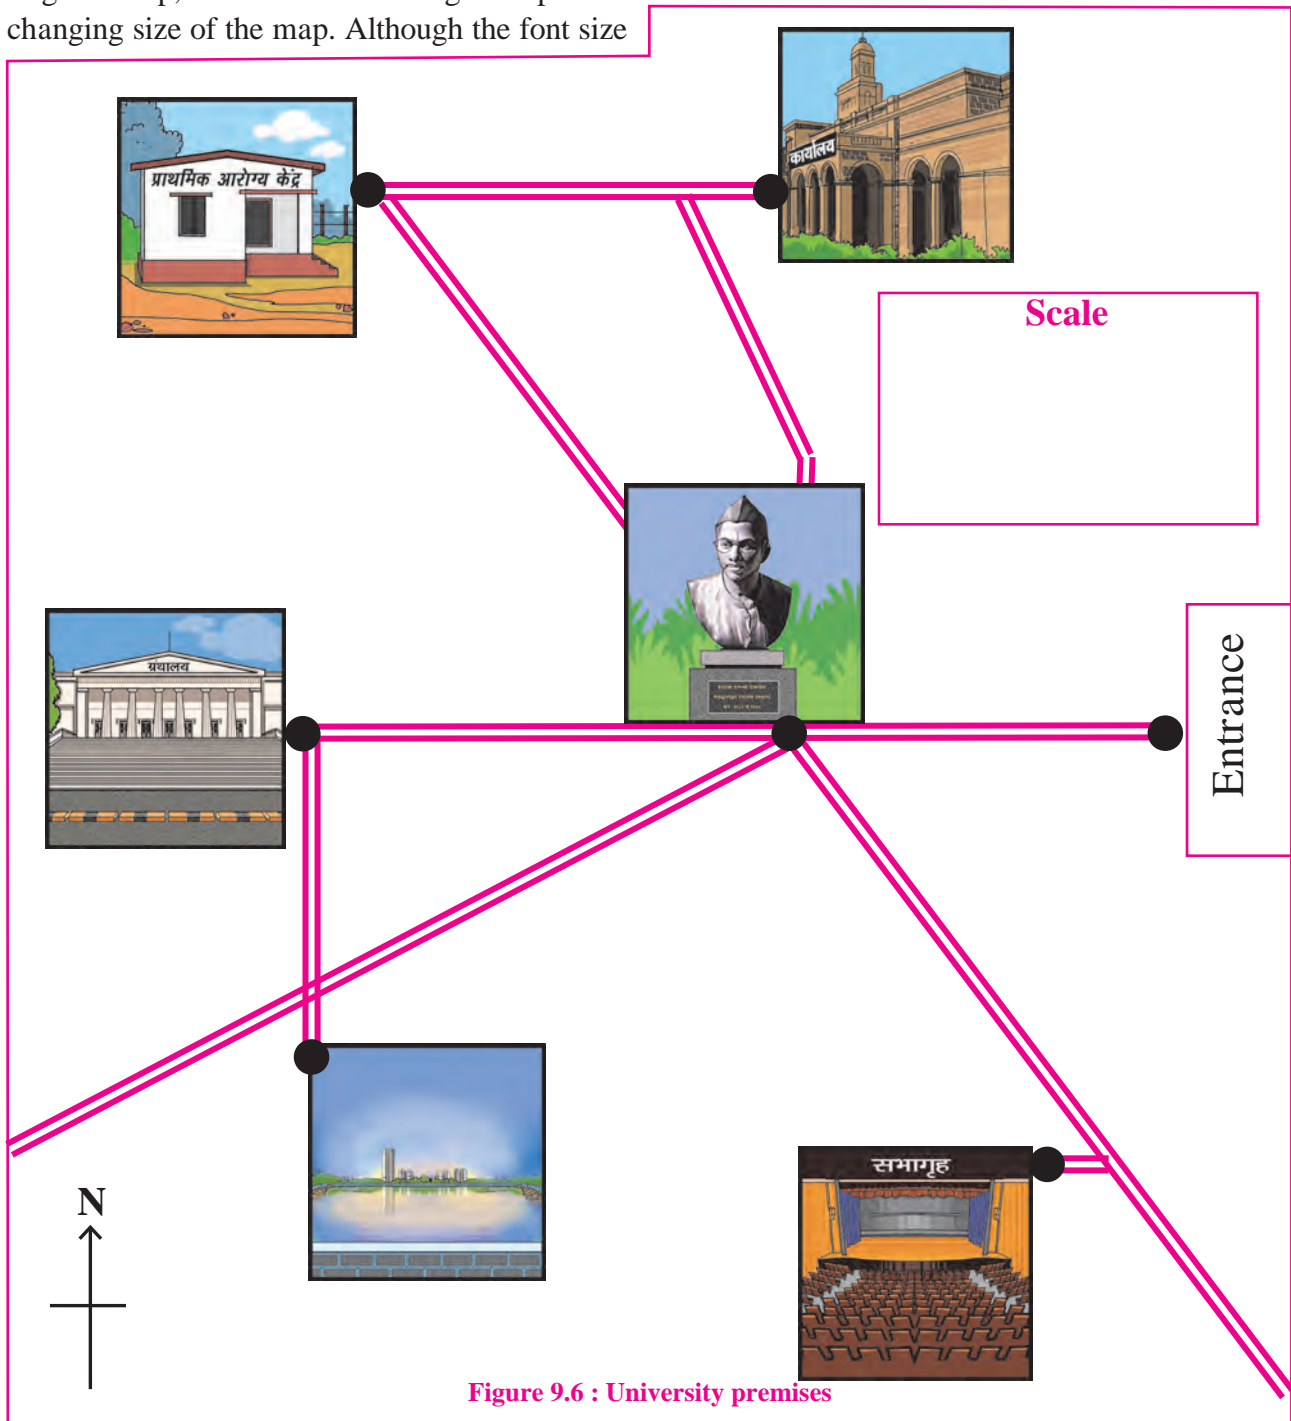 changing size of the map. Although the font size
प्राथमिक आरोग्य केंद्र
कार्यालय
Scale
ग्रंथालय
Entrance
N
सभागृह
Figure 9.6 : University premises